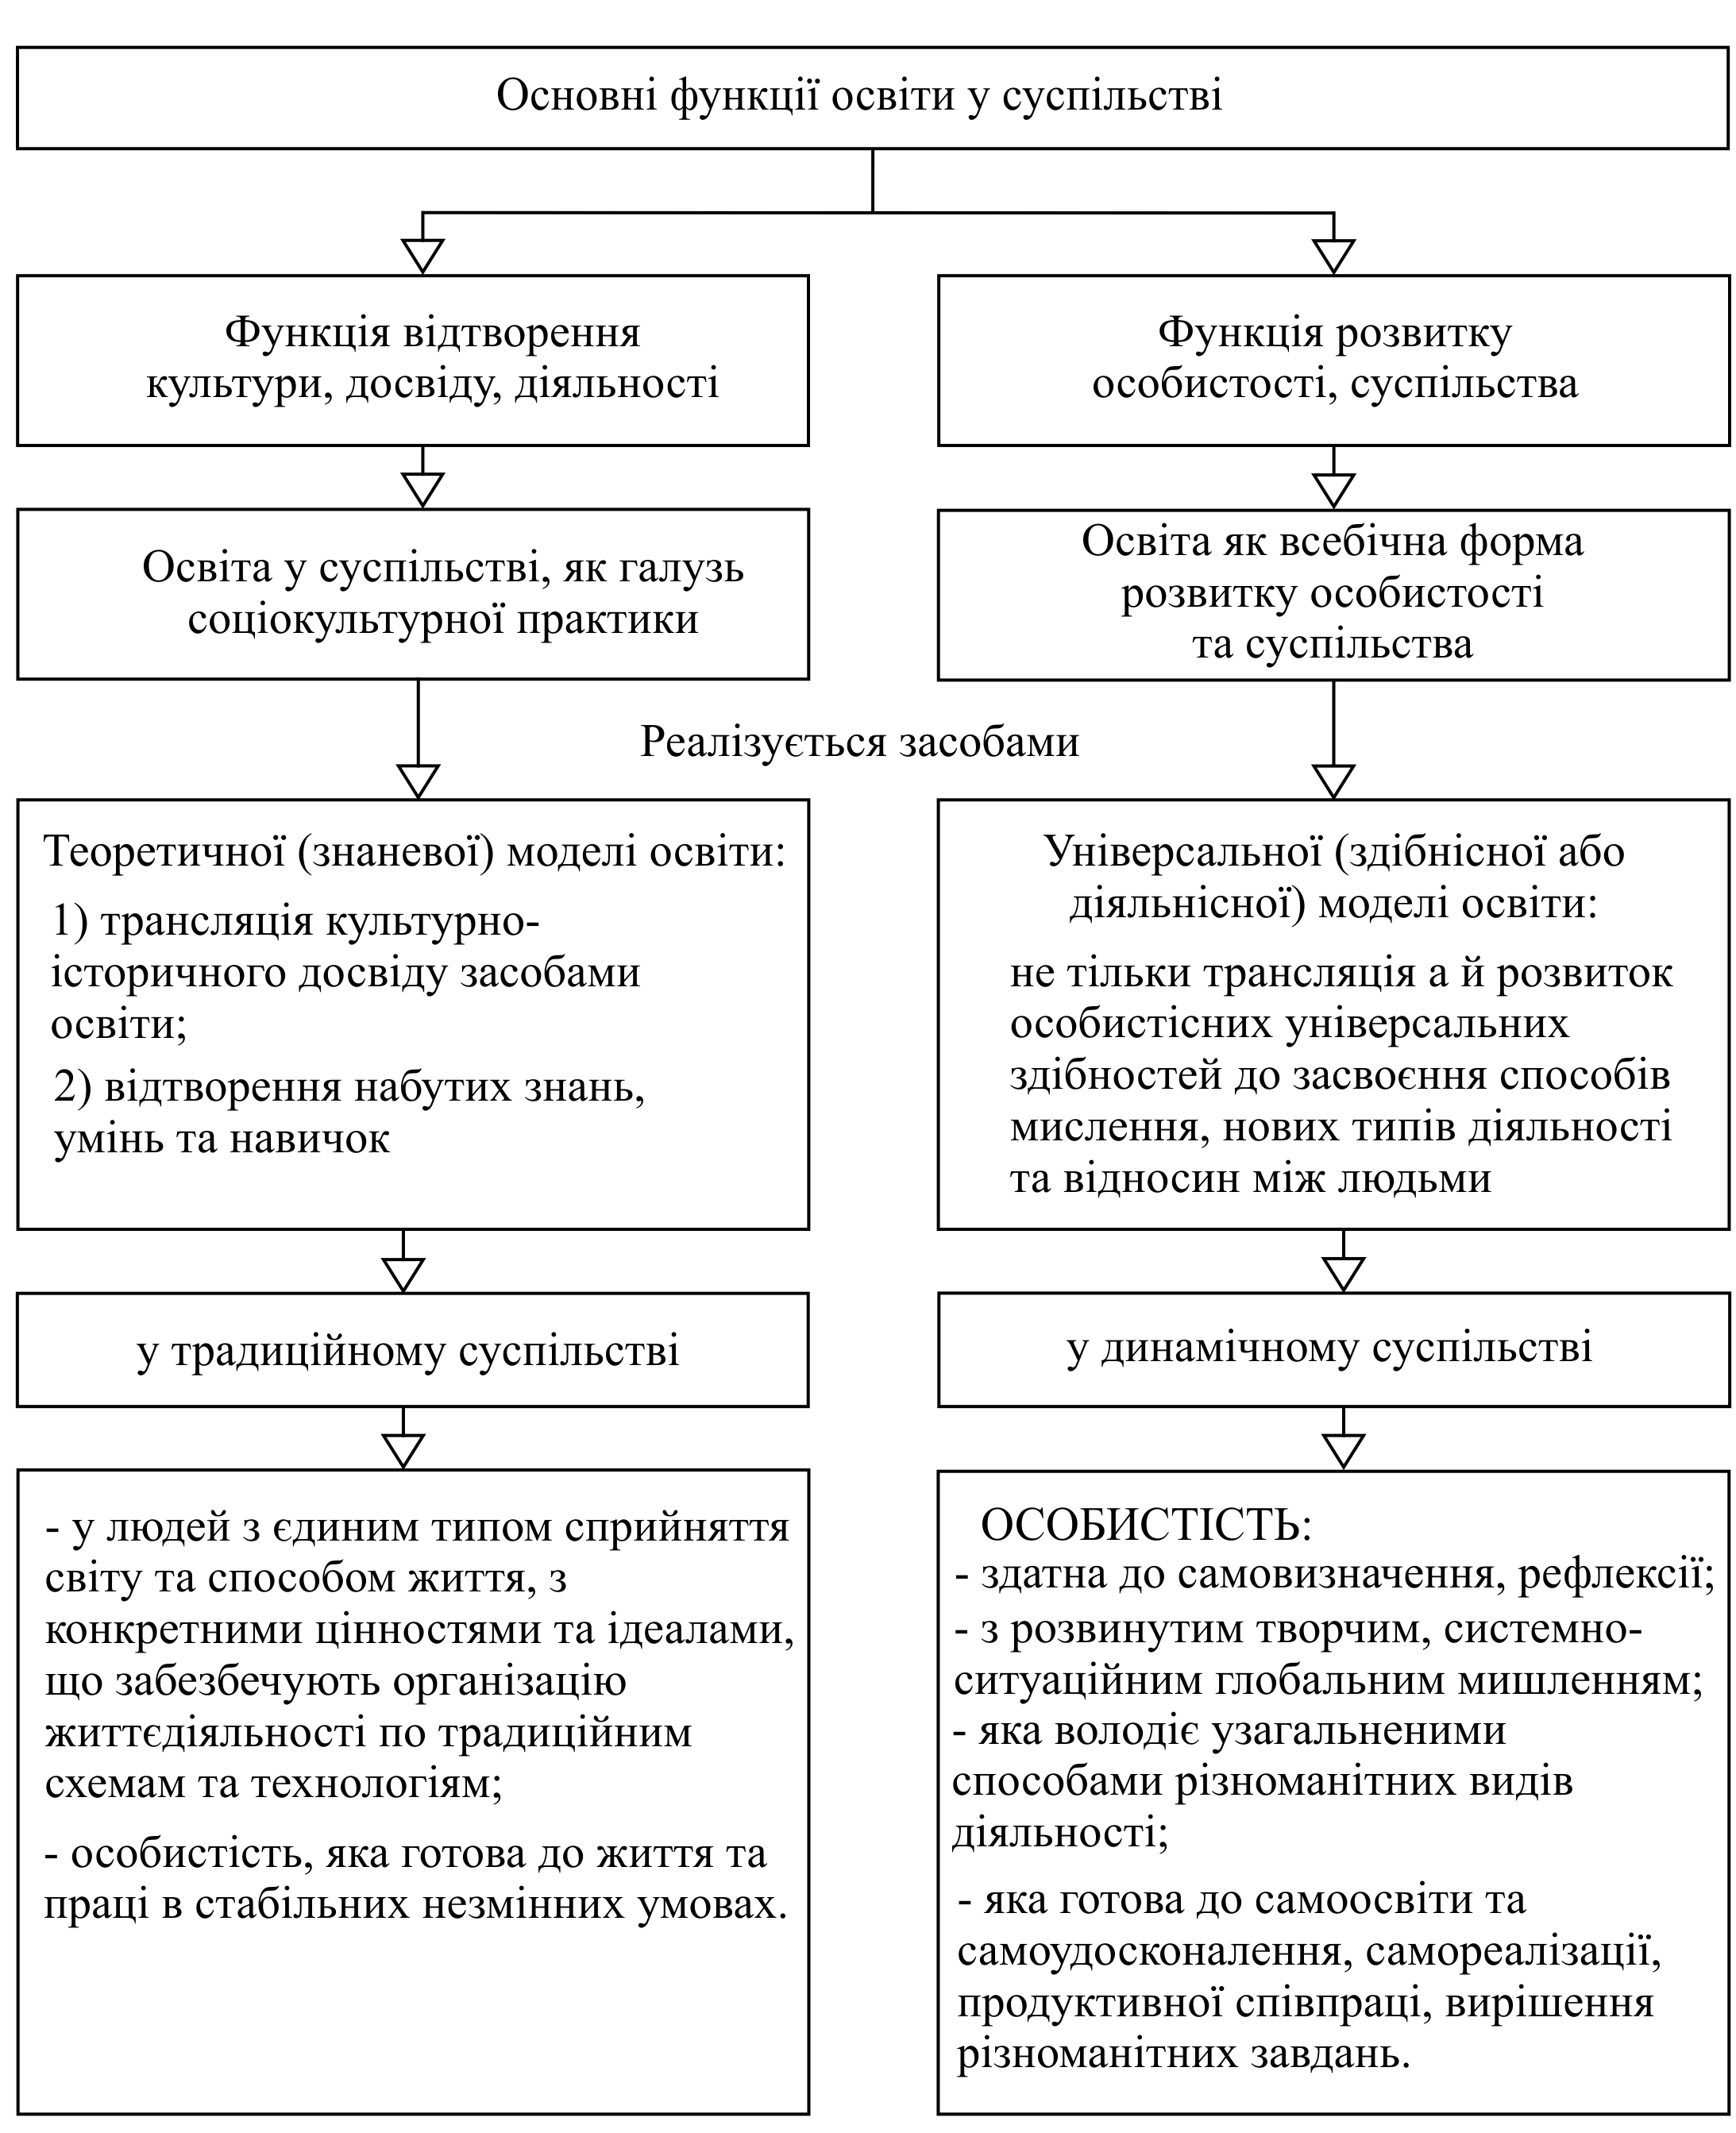 Основні функції освіти у суспільстві
Функція відтворення
культури, досвіду, діяльності
Функція розвитку
особистості, суспільства
Освіта у суспільстві, як галузь
соціокультурної практики
Освіта як всебічна форма
розвитку особистості
та суспільства
Реалізується засобами
Теоретичної (знаневої) моделі освіти:
1) трансляція культурно-
історичного досвіду засобами
освіти;
2) відтворення набутих знань,
умінь та навичок
Універсальної (здібнісної або
діяльнісної) моделі освіти:
не тільки трансляція а й розвиток
особистісних універсальних
здібностей до засвоєння способів
мислення, нових типів діяльності
та відносин між людьми
у традиційному суспільстві
у динамічному суспільстві
- у людей з єдиним типом сприйняття
світу та способом життя, з
конкретними цінностями та ідеалами,
що забезбечують організацію
життєдіяльності по традиційним
схемам та технологіям;
- особистість, яка готова до життя та
праці в стабільних незмінних умовах.
ОСОБИСТІСТЬ:
- здатна до самовизначення, рефлексії;
- з розвинутим творчим, системно-
ситуаційним глобальним мишленням;
- яка володіє узагальненими
способами різноманітних видів
діяльності;
- яка готова до самоосвіти та
самоудосконалення, самореалізації,
продуктивної співпраці, вирішення
різноманітних завдань.